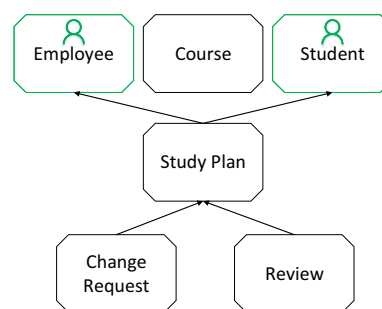 Employee
Course
Student
Study Plan
Change
Request
Review